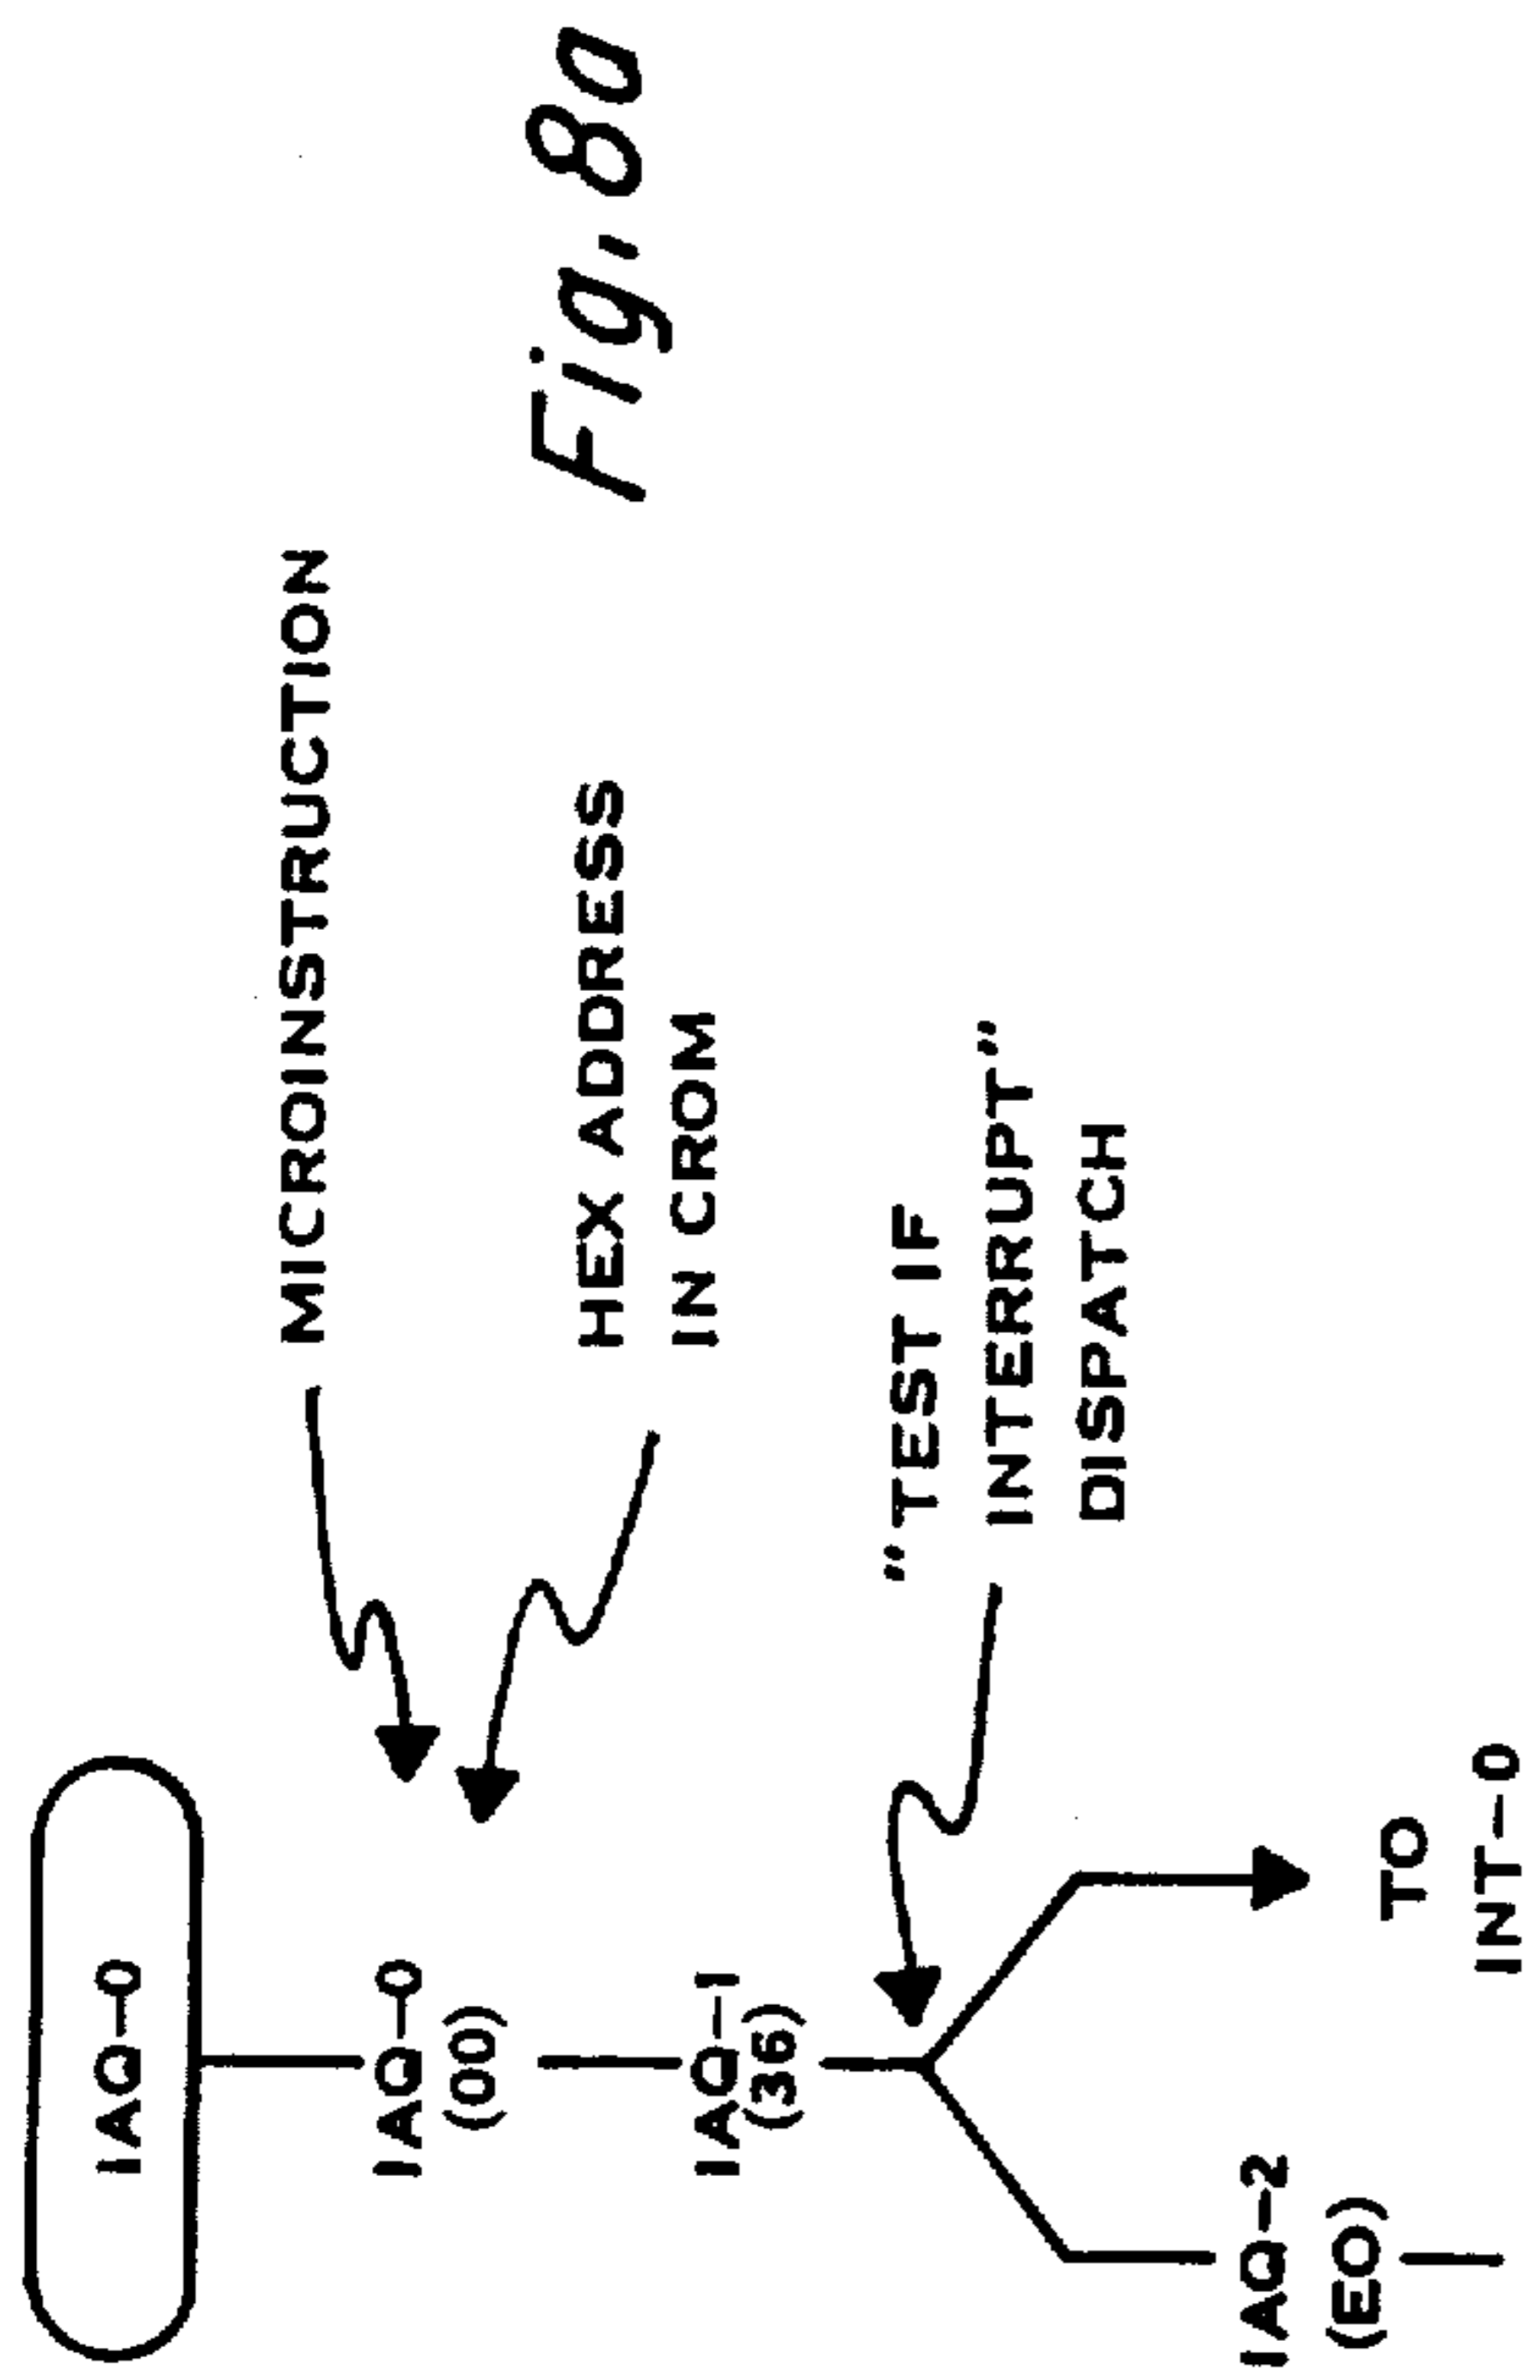 IAQ-0
IAQ-0
(00)
MICROINSTRUCTION
HEX ADDRESS
IN CROM
IAQ-1
(36)
"TEST IF
INTERRUPT"
DISPATCH
IAQ-2
(E0)
TO
INT-0
Fig. 8a